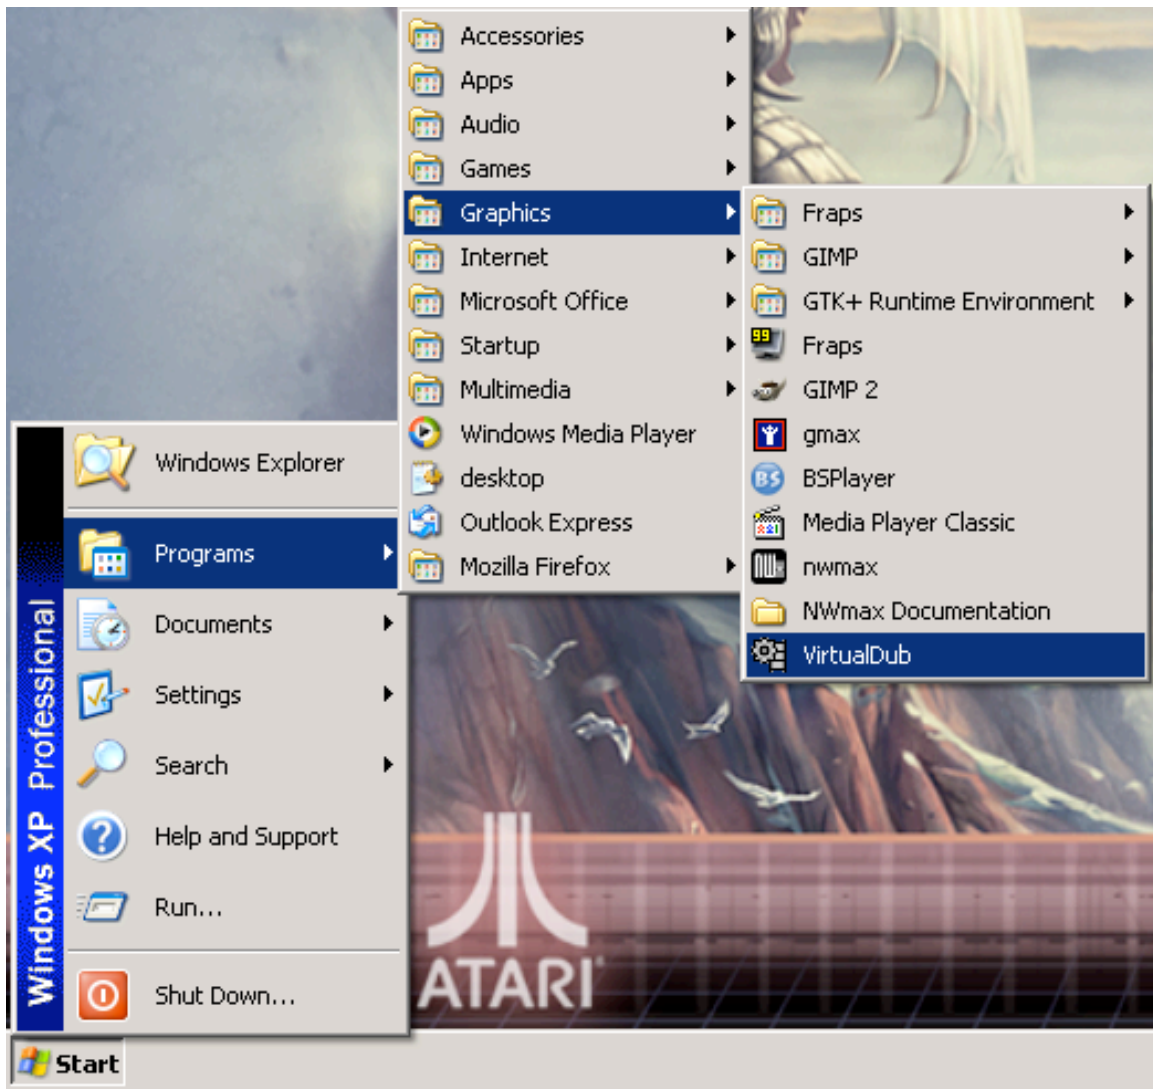 Accessories
Apps
Audio
Games
Graphics
Internet
Microsoft Office
Startup
Multimedia
Windows Media Player
desktop
Outlook Express
Mozilla Firefox
Fraps
GIMP
GTK+ Runtime Environment
99
Fraps
GIMP 2
gmax
BS
BSPlayer
Media Player Classic
nwmax
NWmax Documentation
VirtualDub
Windows Explorer
Programs
Documents
Settings
Search
Help and Support
Run...
Shut Down...
Windows XP Professional
ATARI
Start